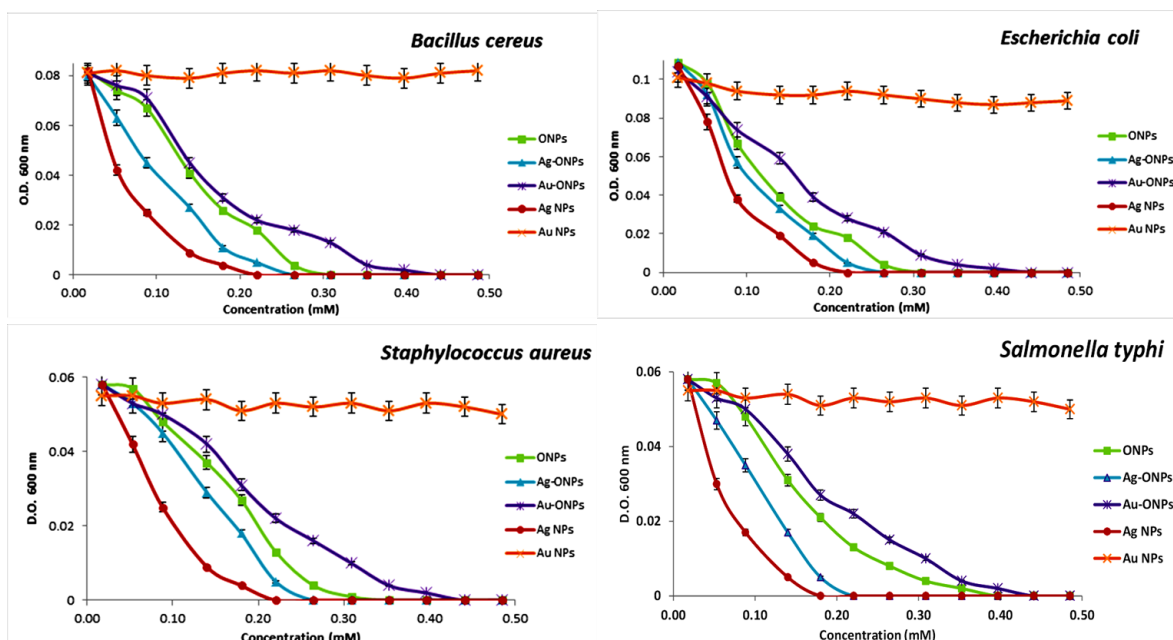 Bacillus cereus
0.08
0.06
0.04
0.02
0
O.D. 600 nm
0.00 0.10 0.20 0.30 0.40 0.50
Concentration (mM)
ONPs
Ag-ONPs
Au-ONPs
Ag NPs
Au NPs
Escherichia coli
0.1
0.08
0.06
0.04
0.02
0
O.D. 600 nm
0.00 0.10 0.20 0.30 0.40 0.50
Concentration (mM)
ONPs
Ag-ONPs
Au-ONPs
Ag NPs
Au NPs
Staphylococcus aureus
0.06
0.04
0.02
0
D.O. 600 nm
0.00 0.10 0.20 0.30 0.40 0.50
Concentration (mM)
ONPs
Ag-ONPs
Au-ONPs
Ag NPs
Au NPs
Salmonella typhi
0.06
0.04
0.02
0
D.O. 600 nm
0.00 0.10 0.20 0.30 0.40 0.50
Concentration (mM)
ONPs
Ag-ONPs
Au-ONPs
Ag NPs
Au NPs